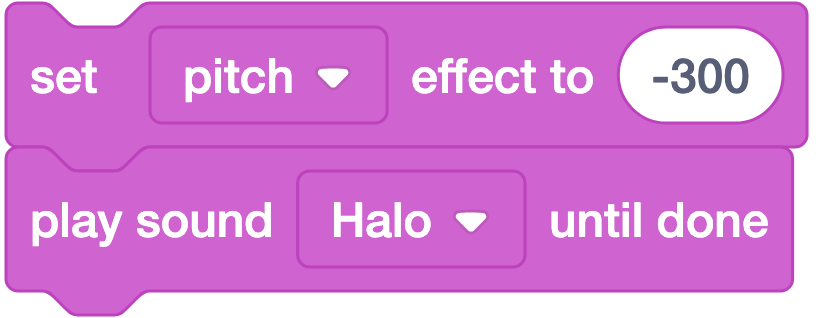 set pitch effect to -300
play sound Halo until done